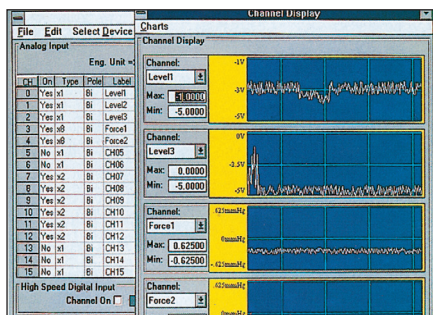 File Edit Select Device
Analog Input
Eng. Unit =
CH On Type Pole Label
0 Yes x1 Bi Level1
1 Yes x1 Bi Level2
2 Yes x1 Bi Level3
3 Yes x8 Bi Force1
4 Yes x8 Bi Force2
5 No x1 Bi CH05
6 No x1 Bi CH06
7 Yes x2 Bi CH07
8 Yes x2 Bi CH08
9 Yes x2 Bi CH09
10 Yes x2 Bi CH10
11 Yes x2 Bi CH11
12 Yes x2 Bi CH12
13 No x1 Bi CH13
14 No x1 Bi CH14
15 No x1 Bi CH15
High Speed Digital Input
Channel On
Channel Display
Charts
Channel Display
Channel:
Level1
Max: -1.0000
Min: -5.0000
-1V
-3V
-5V
Channel:
Level3
Max: 0.0000
Min: -5.0000
0V
-2.5V
-5V
Channel:
Force1
Max: 0.62500
Min: -0.62500
.625mmHg
0mmHg
-.625mmHg
Channel:
Force2
.625mmHg